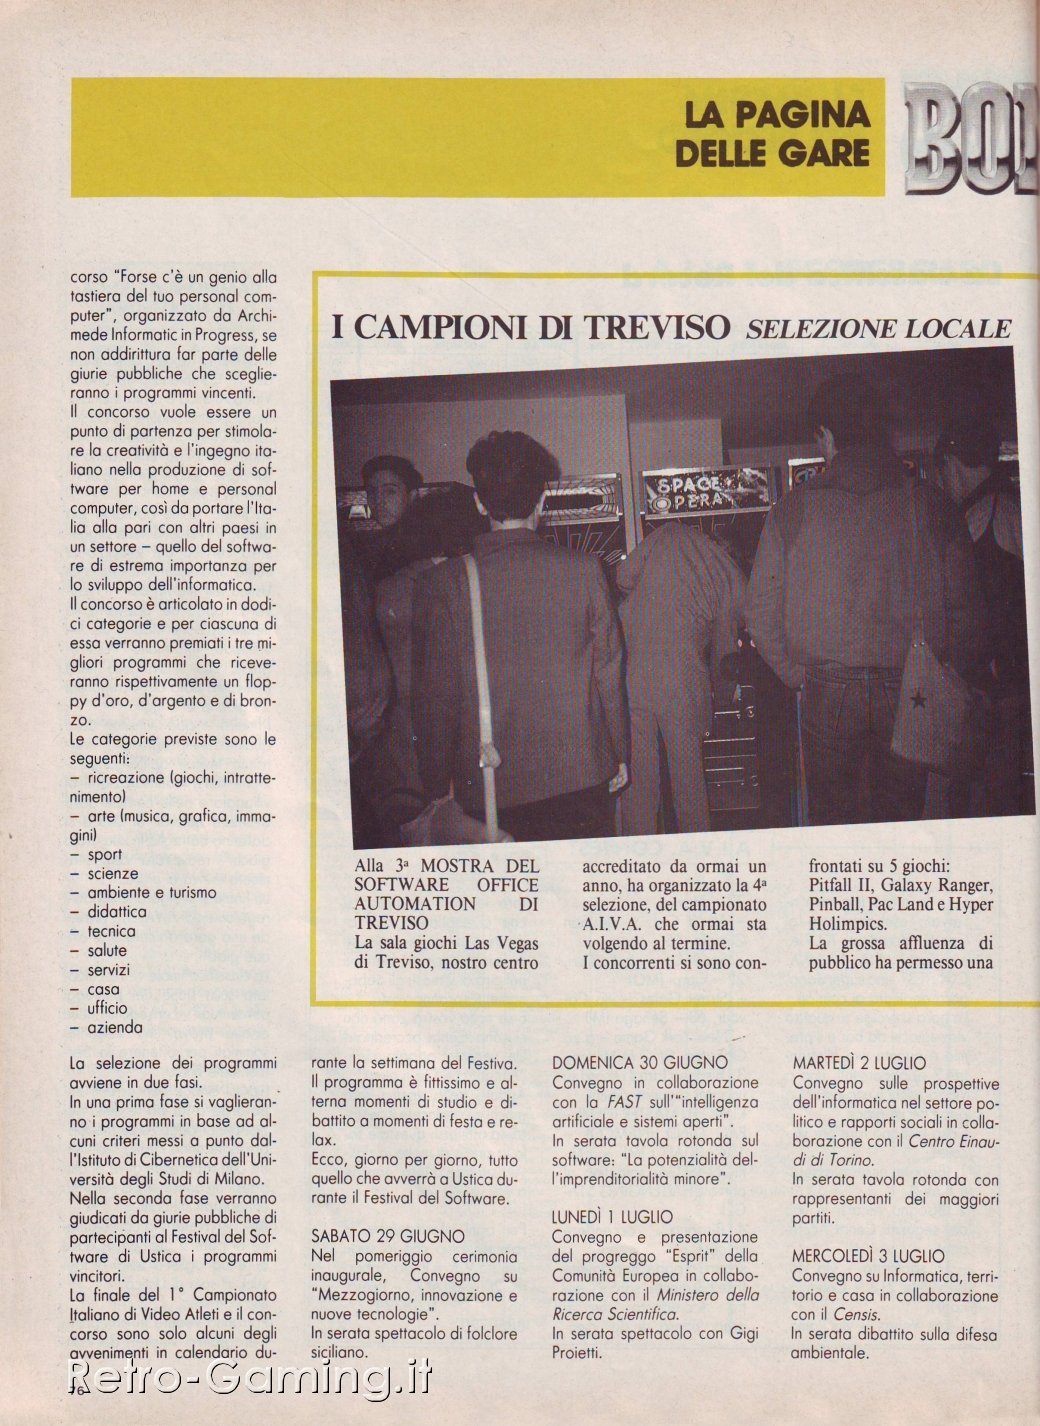 LA PAGINA
DELLE GARE
corso "Forse c'è un genio alla
tastiera del tuo personal com-
puter", organizzato da Archi-
mede Informatic in Progress, se
non addirittura far parte delle
giurie pubbliche che sceglie-
ranno i programmi vincenti.
Il concorso vuole essere un
punto di partenza per stimola-
re la creatività e l'ingegno ita-
liano nella produzione di sof-
tware per home e personal
computer, così da portare l'Ita-
lia alla pari con altri paesi in
un settore – quello del softwa-
re di estrema importanza per
lo sviluppo dell'informatica.
Il concorso è articolato in dodi-
ci categorie e per ciascuna di
essa verranno premiati i tre mi-
gliori programmi che riceve-
ranno rispettivamente un flop-
py d'oro, d'argento e di bron-
zo.
Le categorie previste sono le
seguenti:
– ricreazione (giochi, intratte-
nimento)
– arte (musica, grafica, imma-
gini)
– sport
– scienze
– ambiente e turismo
– didattica
– tecnica
– salute
– servizi
– casa
– ufficio
– azienda
La selezione dei programmi
avviene in due fasi.
In una prima fase si vaglieran-
no i programmi in base ad al-
cuni criteri messi a punto dal-
l'Istituto di Cibernetica dell'Uni-
versità degli Studi di Milano.
Nella seconda fase verranno
giudicati da giurie pubbliche di
partecipanti al Festival del Sof-
tware di Ustica i programmi
vincitori.
La finale del 1° Campionato
Italiano di Video Atleti e il con-
corso sono solo alcuni degli
avvenimenti in calendario du-
I CAMPIONI DI TREVISO SELEZIONE LOCALE
SPACE
OPERA
Alla 3ª MOSTRA DEL
SOFTWARE OFFICE
AUTOMATION DI
TREVISO
La sala giochi Las Vegas
di Treviso, nostro centro
accreditato da ormai un
anno, ha organizzato la 4ª
selezione, del campionato
A.I.V.A. che ormai sta
volgendo al termine.
I concorrenti si sono con-
frontati su 5 giochi:
Pitfall II, Galaxy Ranger,
Pinball, Pac Land e Hyper
Holimpics.
La grossa affluenza di
pubblico ha permesso una
rante la settimana del Festiva.
Il programma è fittissimo e al-
terna momenti di studio e di-
battito a momenti di festa e re-
lax.
Ecco, giorno per giorno, tutto
quello che avverrà a Ustica du-
rante il Festival del Software.
SABATO 29 GIUGNO
Nel pomeriggio cerimonia
inaugurale, Convegno su
"Mezzogiorno, innovazione e
nuove tecnologie".
In serata spettacolo di folclore
siciliano.
DOMENICA 30 GIUGNO
Convegno in collaborazione
con la FAST sull'"intelligenza
artificiale e sistemi aperti".
In serata tavola rotonda sul
software: "La potenzialità del-
l'imprenditorialità minore".
LUNEDÌ 1 LUGLIO
Convegno e presentazione
del progreggo "Esprit" della
Comunità Europea in collabo-
razione con il Ministero della
Ricerca Scientifica.
In serata spettacolo con Gigi
Proietti.
MARTEDÌ 2 LUGLIO
Convegno sulle prospettive
dell'informatica nel settore po-
litico e rapporti sociali in colla-
borazione con il Centro Einau-
di di Torino.
In serata tavola rotonda con
rappresentanti dei maggiori
partiti.
MERCOLEDÌ 3 LUGLIO
Convegno su Informatica, terri-
torio e casa in collaborazione
con il Censis.
In serata dibattito sulla difesa
ambientale.
76
Retro-Gaming.it